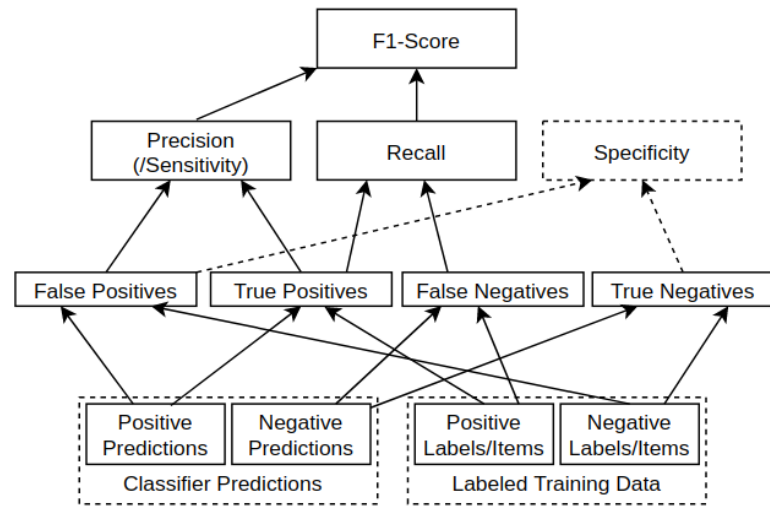 F1-Score
Precision
(/Sensitivity)
Recall
Specificity
False Positives
True Positives
False Negatives
True Negatives
Positive
Predictions
Negative
Predictions
Positive
Labels/Items
Negative
Labels/Items
Classifier Predictions
Labeled Training Data